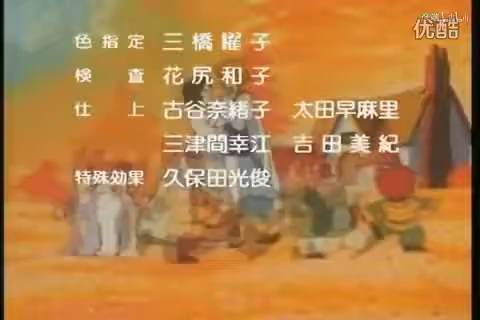 色指定 三橋曜子
検査 花尻和子
仕上 古谷奈緒子 太田早麻里
三津間幸江 吉田美紀
特殊効果 久保田光俊
优酷